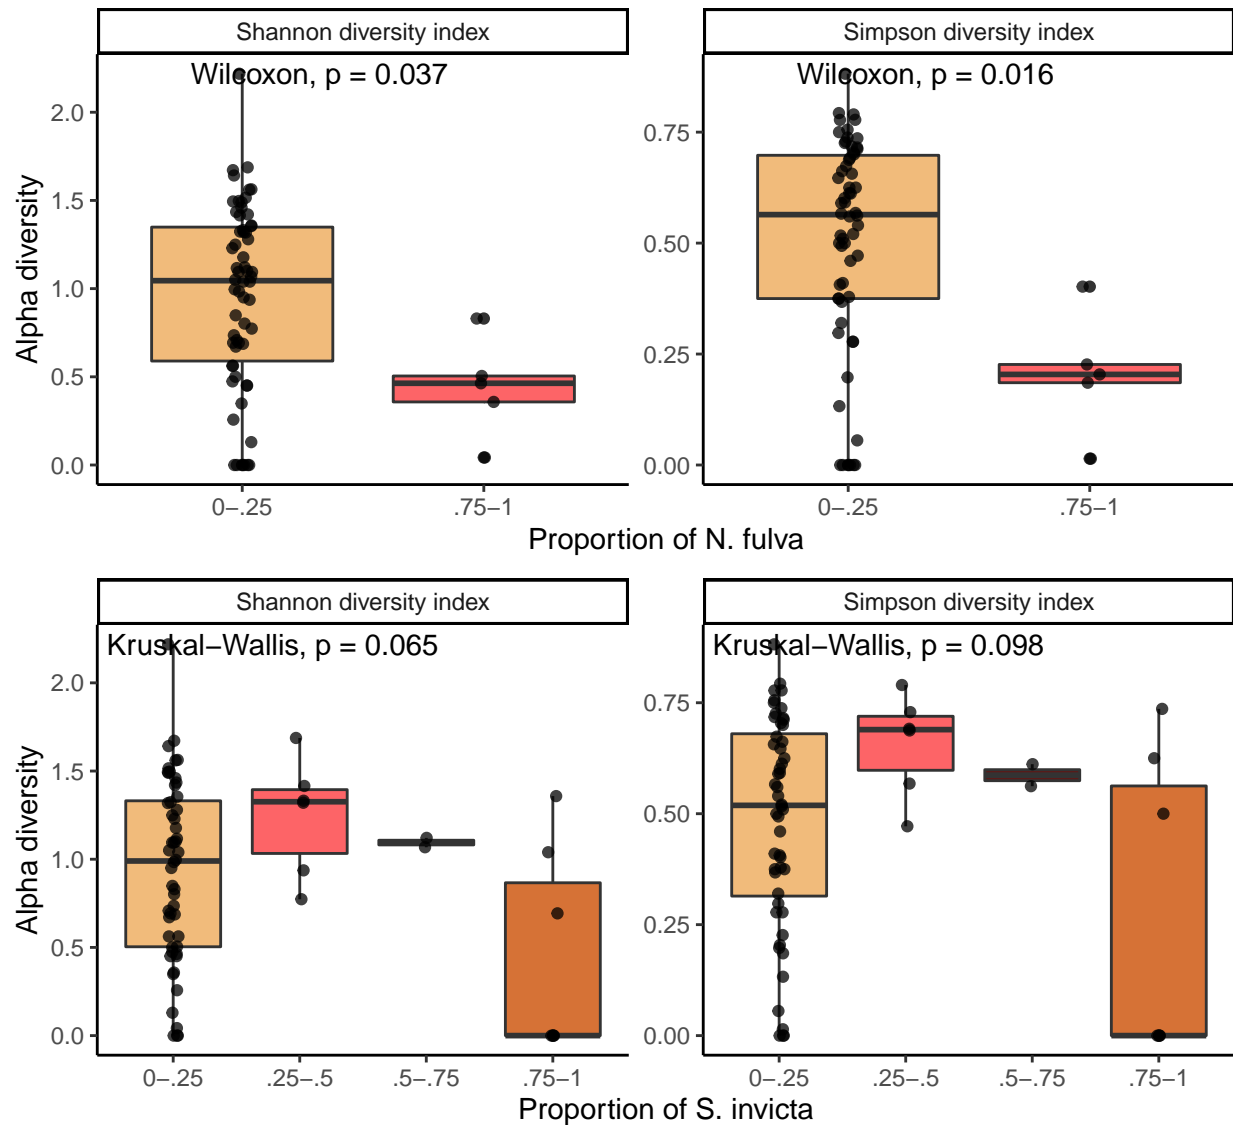 Shannon diversity index
Simpson diversity index
Wilcoxon, p = 0.037
Wilcoxon, p = 0.016
Alpha diversity
2.0
1.5
1.0
0.5
0.0
0.75
0.50
0.25
0.00
0–.25
.75–1
0–.25
.75–1
Proportion of N. fulva
Shannon diversity index
Simpson diversity index
Kruskal–Wallis, p = 0.065
Kruskal–Wallis, p = 0.098
Alpha diversity
2.0
1.5
1.0
0.5
0.0
0.75
0.50
0.25
0.00
0–.25
.25–.5
.5–.75
.75–1
0–.25
.25–.5
.5–.75
.75–1
Proportion of S. invicta